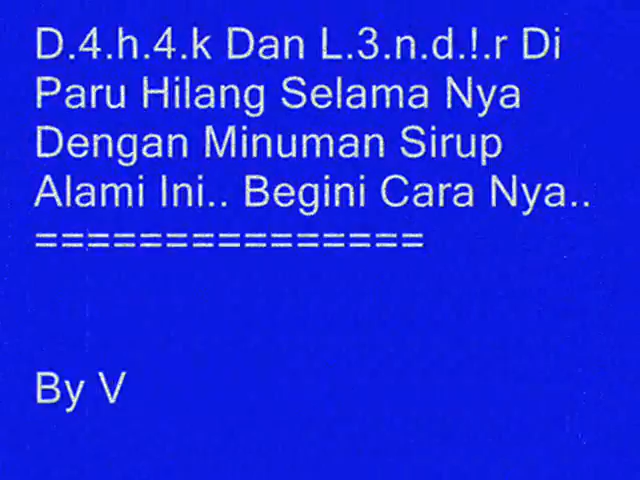 D.4.h.4.k Dan L.3.n.d.!.r Di
Paru Hilang Selama Nya
Dengan Minuman Sirup
Alami Ini.. Begini Cara Nya..
===============
By V